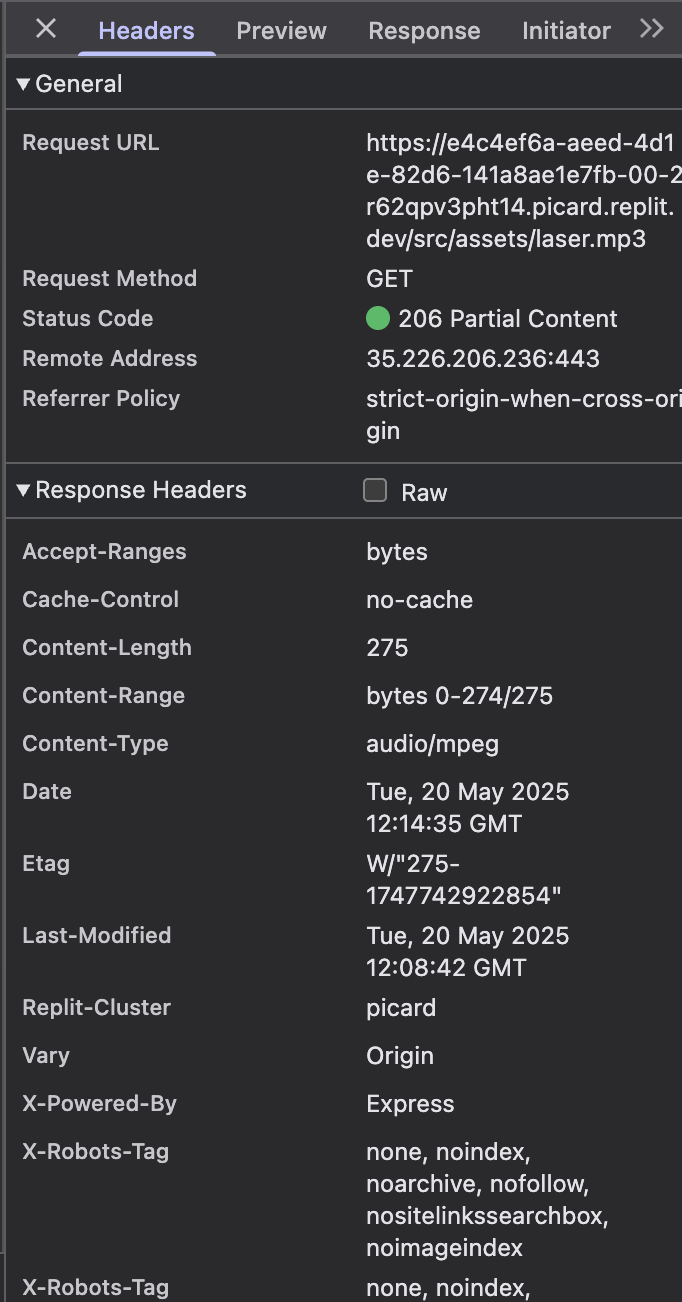 Headers Preview Response Initiator
General
Request URL
https://e4c4ef6a-aeed-4d1
e-82d6-141a8ae1e7fb-00-2
r62qpv3pht14.picard.replit.
dev/src/assets/laser.mp3
Request Method GET
Status Code 206 Partial Content
Remote Address 35.226.206.236:443
Referrer Policy strict-origin-when-cross-ori
gin
Response Headers Raw
Accept-Ranges bytes
Cache-Control no-cache
Content-Length 275
Content-Range bytes 0-274/275
Content-Type audio/mpeg
Date Tue, 20 May 2025
12:14:35 GMT
Etag W/"275-
1747742922854"
Last-Modified Tue, 20 May 2025
12:08:42 GMT
Replit-Cluster picard
Vary Origin
X-Powered-By Express
X-Robots-Tag none, noindex,
noarchive, nofollow,
nositelinkssearchbox,
noimageindex
X-Robots-Tag none, noindex,